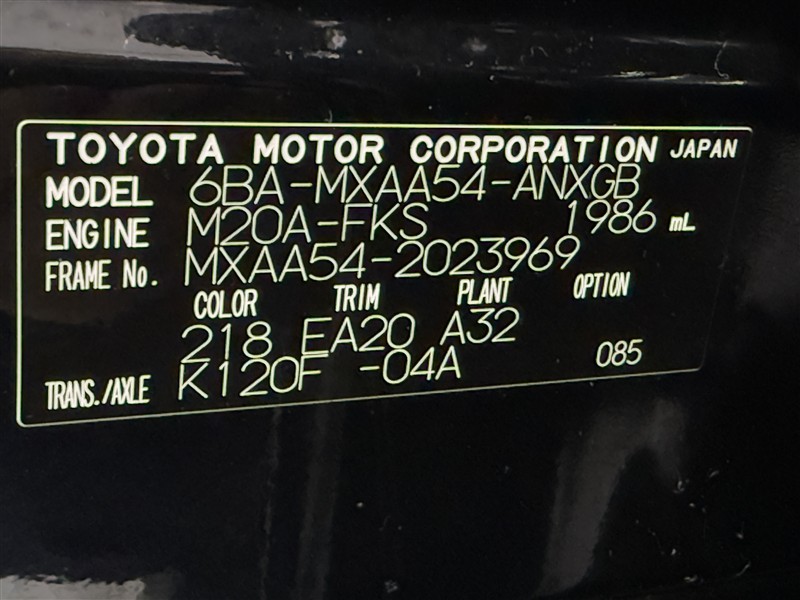 TOYOTA MOTOR CORPORATION JAPAN
MODEL 6BA-MXAA54-ANXGB
ENGINE M20A-FKS 1986 mL
FRAME No. MXAA54-2023969
COLOR TRIM PLANT OPTION
218 EA20 A32
TRANS./AXLE K120F -04A 085